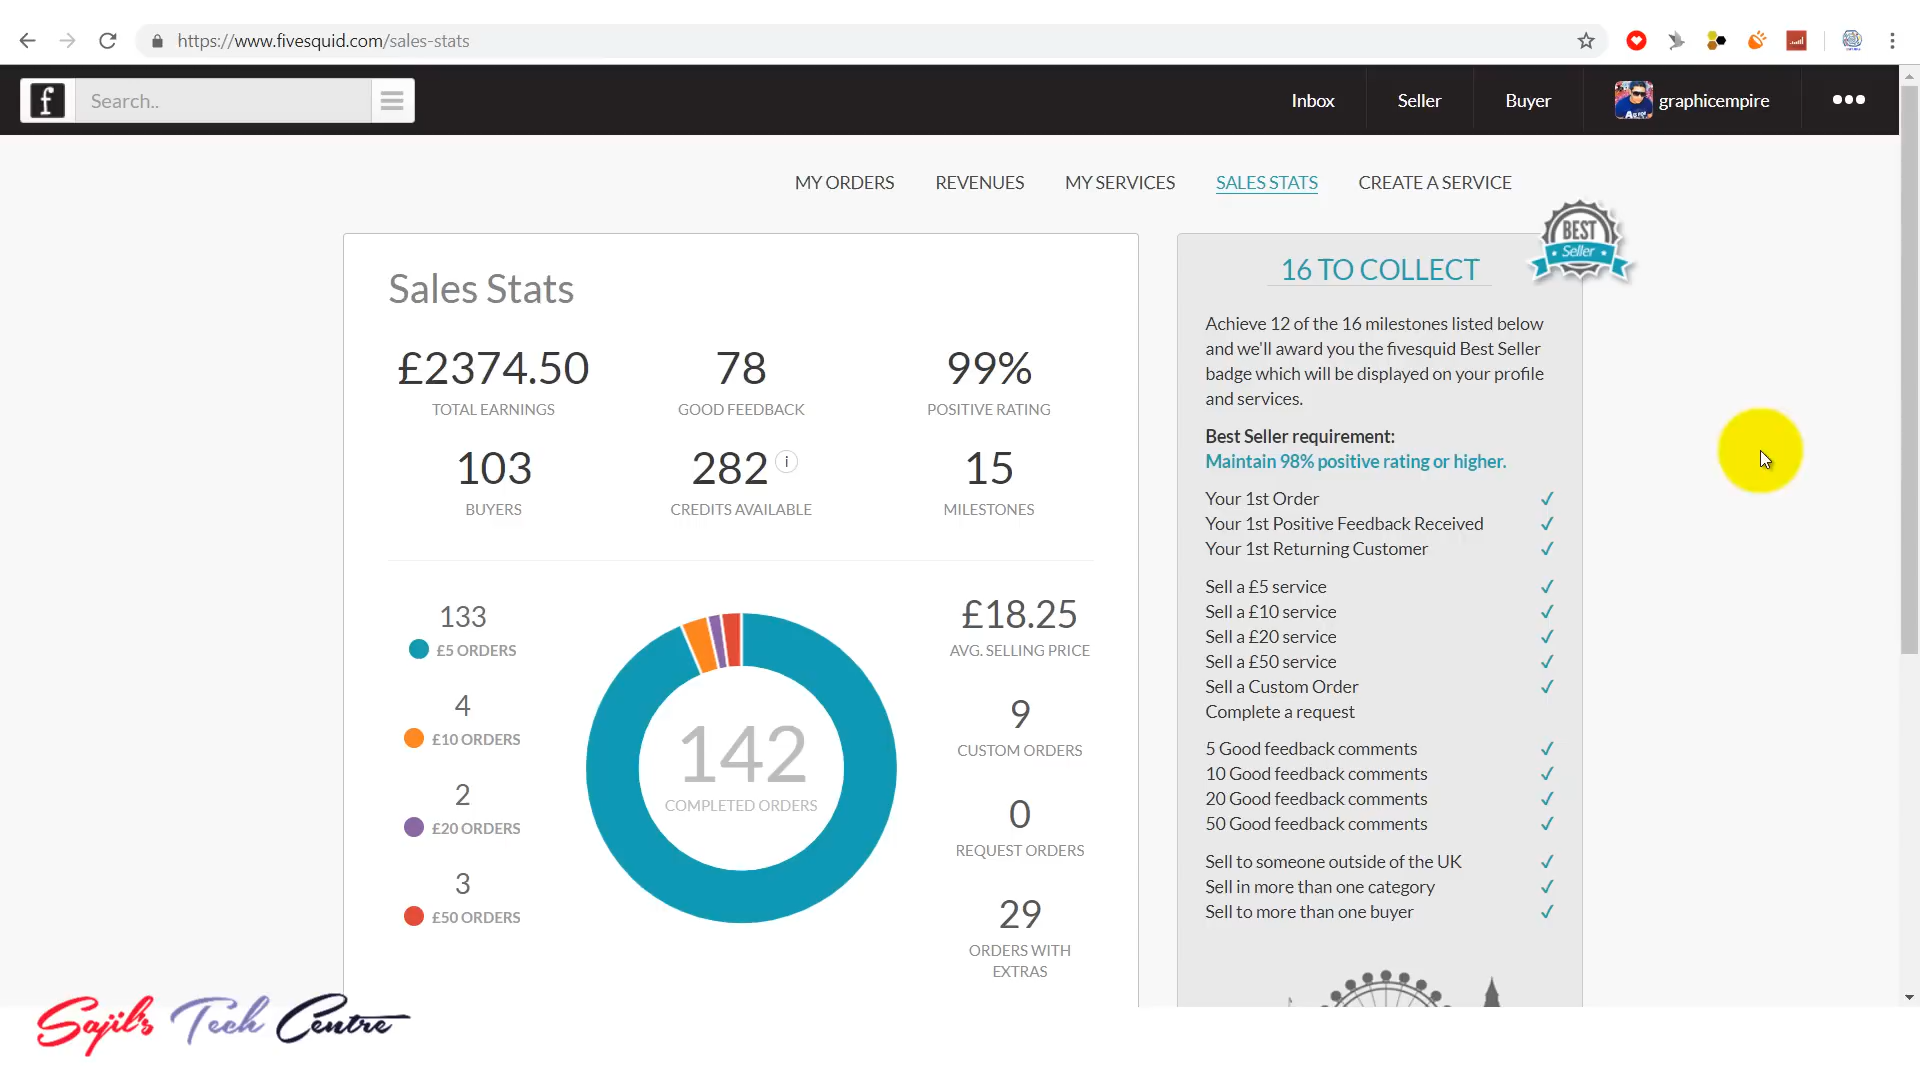 https://www.fivesquid.com/sales-stats
f
Search..
Inbox
Seller
Buyer
graphicempire
MY ORDERS
REVENUES
MY SERVICES
SALES STATS
CREATE A SERVICE
Sales Stats
£2374.50
TOTAL EARNINGS
78
GOOD FEEDBACK
99%
POSITIVE RATING
103
BUYERS
282
i
CREDITS AVAILABLE
15
MILESTONES
133
£5 ORDERS
4
£10 ORDERS
2
£20 ORDERS
3
£50 ORDERS
142
COMPLETED ORDERS
£18.25
AVG. SELLING PRICE
9
CUSTOM ORDERS
0
REQUEST ORDERS
29
ORDERS WITH
EXTRAS
BEST
Seller
16 TO COLLECT
Achieve 12 of the 16 milestones listed below
and we'll award you the fivesquid Best Seller
badge which will be displayed on your profile
and services.
Best Seller requirement:
Maintain 98% positive rating or higher.
Your 1st Order
Your 1st Positive Feedback Received
Your 1st Returning Customer
Sell a £5 service
Sell a £10 service
Sell a £20 service
Sell a £50 service
Sell a Custom Order
Complete a request
5 Good feedback comments
10 Good feedback comments
20 Good feedback comments
50 Good feedback comments
Sell to someone outside of the UK
Sell in more than one category
Sell to more than one buyer
Sajil's Tech Centre